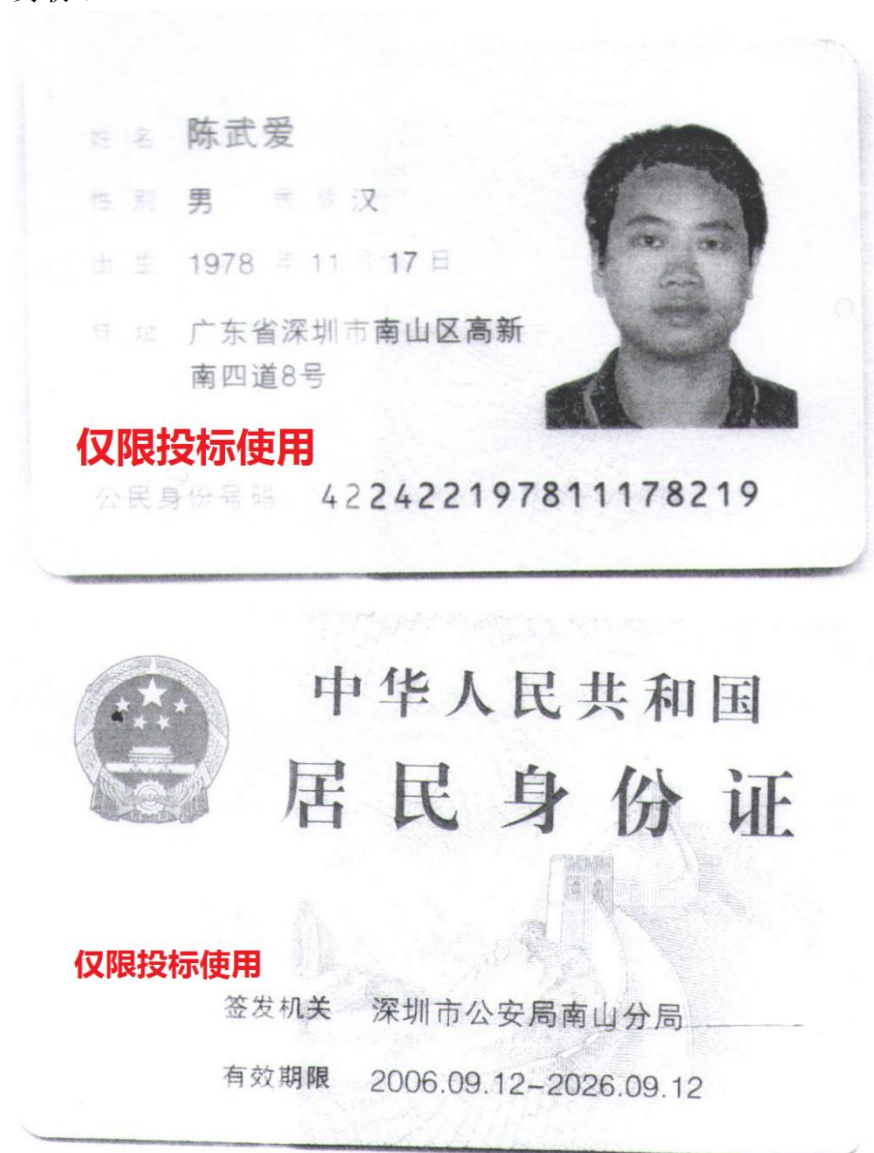 姓名 陈武爱
性别 男 民族 汉
出生 1978 年 11 月 17 日
住址 广东省深圳市南山区高新
南四道8号
仅限投标使用
公民身份号码 422422197811178219
中华人民共和国
居民身份证
仅限投标使用
签发机关 深圳市公安局南山分局
有效期限 2006.09.12-2026.09.12